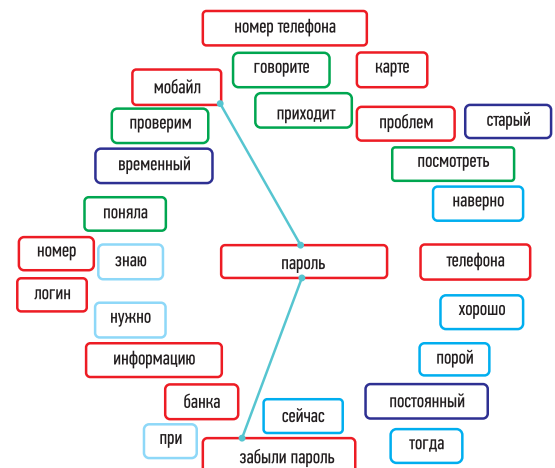 номер телефона
говорите
карте
мобайл
приходит
проверим
проблем
старый
временный
посмотреть
наверно
поняла
номер
знаю
пароль
телефона
логин
нужно
хорошо
информацию
порой
банка
сейчас
постоянный
при
забыли пароль
тогда